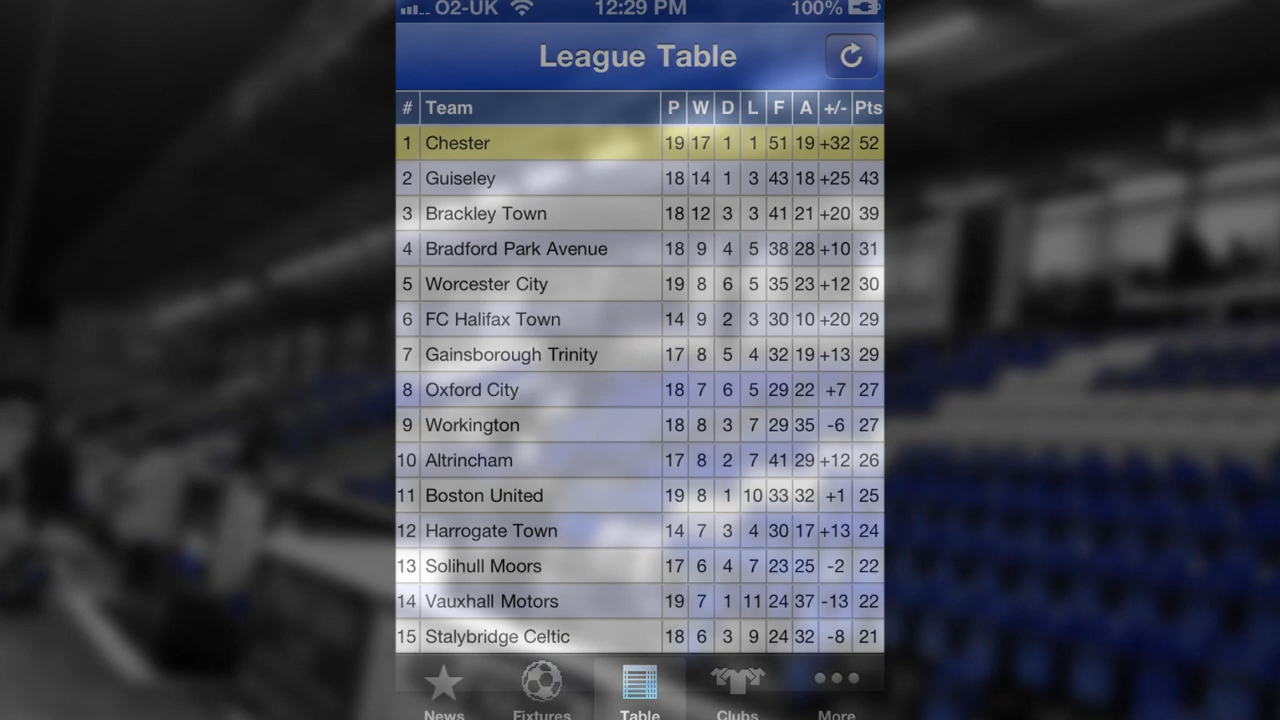 O2-UK 12:29 PM 100%
League Table
# Team P W D L F A +/- Pts
1 Chester 19 17 1 1 51 19 +32 52
2 Guiseley 18 14 1 3 43 18 +25 43
3 Brackley Town 18 12 3 3 41 21 +20 39
4 Bradford Park Avenue 18 9 4 5 38 28 +10 31
5 Worcester City 19 8 6 5 35 23 +12 30
6 FC Halifax Town 14 9 2 3 30 10 +20 29
7 Gainsborough Trinity 17 8 5 4 32 19 +13 29
8 Oxford City 18 7 6 5 29 22 +7 27
9 Workington 18 8 3 7 29 35 -6 27
10 Altrincham 17 8 2 7 41 29 +12 26
11 Boston United 19 8 1 10 33 32 +1 25
12 Harrogate Town 14 7 3 4 30 17 +13 24
13 Solihull Moors 17 6 4 7 23 25 -2 22
14 Vauxhall Motors 19 7 1 11 24 37 -13 22
15 Stalybridge Celtic 18 6 3 9 24 32 -8 21
News Fixtures Table Clubs More